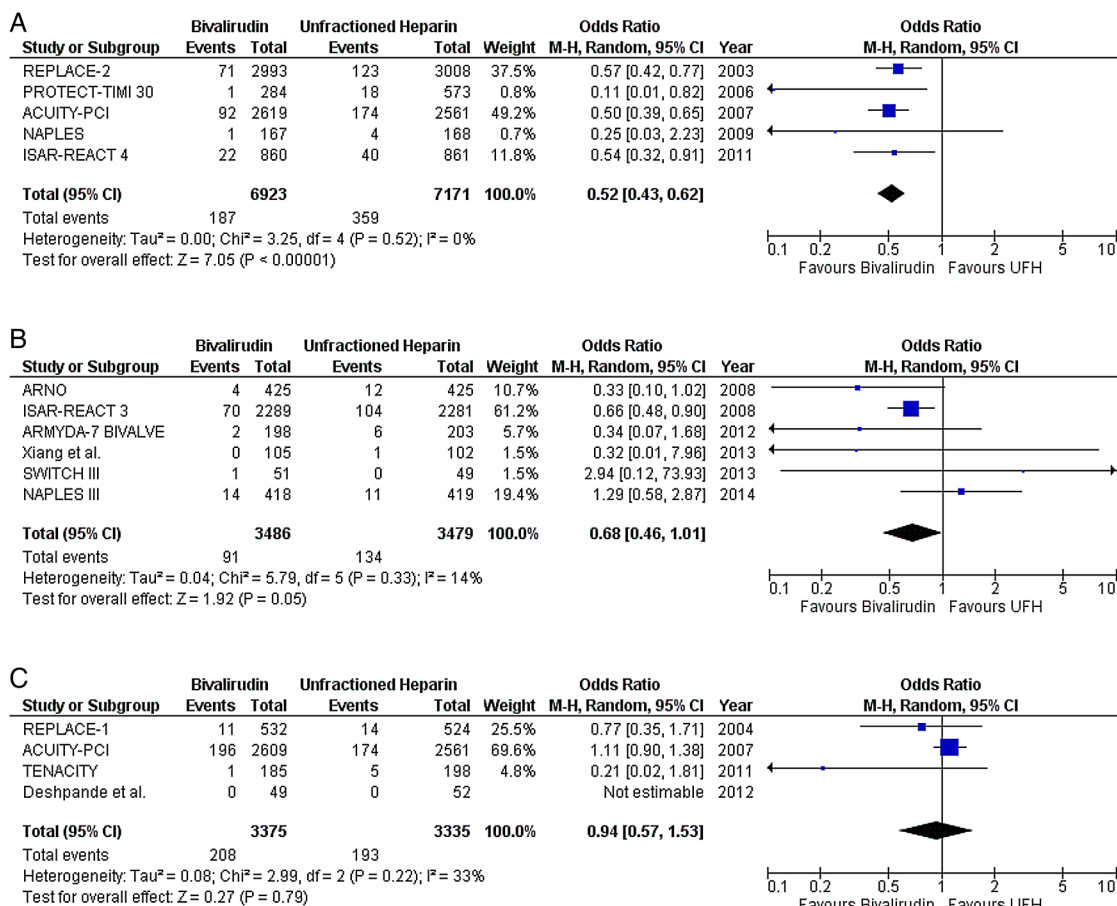 A
Bivalirudin Unfractioned Heparin Odds Ratio Odds Ratio
Study or Subgroup Events Total Events Total Weight M-H, Random, 95% CI Year M-H, Random, 95% CI
REPLACE-2 71 2993 123 3008 37.5% 0.57 [0.42, 0.77] 2003
PROTECT-TIMI 30 1 284 18 573 0.8% 0.11 [0.01, 0.82] 2006
ACUITY-PCI 92 2619 174 2561 49.2% 0.50 [0.39, 0.65] 2007
NAPLES 1 167 4 168 0.7% 0.25 [0.03, 2.23] 2009
ISAR-REACT 4 22 860 40 861 11.8% 0.54 [0.32, 0.91] 2011
Total (95% CI) 6923 7171 100.0% 0.52 [0.43, 0.62]
Total events 187 359
Heterogeneity: Tau² = 0.00; Chi² = 3.25, df = 4 (P = 0.52); I² = 0%
Test for overall effect: Z = 7.05 (P < 0.00001)
0.1 0.2 0.5 1 2 5 10
Favours Bivalirudin Favours UFH
B
Bivalirudin Unfractioned Heparin Odds Ratio Odds Ratio
Study or Subgroup Events Total Events Total Weight M-H, Random, 95% CI Year M-H, Random, 95% CI
ARNO 4 425 12 425 10.7% 0.33 [0.10, 1.02] 2008
ISAR-REACT 3 70 2289 104 2281 61.2% 0.66 [0.48, 0.90] 2008
ARMYDA-7 BIVALVE 2 198 6 203 5.7% 0.34 [0.07, 1.68] 2012
Xiang et al. 0 105 1 102 1.5% 0.32 [0.01, 7.96] 2013
SWITCH III 1 51 0 49 1.5% 2.94 [0.12, 73.93] 2013
NAPLES III 14 418 11 419 19.4% 1.29 [0.58, 2.87] 2014
Total (95% CI) 3486 3479 100.0% 0.68 [0.46, 1.01]
Total events 91 134
Heterogeneity: Tau² = 0.04; Chi² = 5.79, df = 5 (P = 0.33); I² = 14%
Test for overall effect: Z = 1.92 (P = 0.05)
0.1 0.2 0.5 1 2 5 10
Favours Bivalirudin Favours UFH
C
Bivalirudin Unfractioned Heparin Odds Ratio Odds Ratio
Study or Subgroup Events Total Events Total Weight M-H, Random, 95% CI Year M-H, Random, 95% CI
REPLACE-1 11 532 14 524 25.5% 0.77 [0.35, 1.71] 2004
ACUITY-PCI 196 2609 174 2561 69.6% 1.11 [0.90, 1.38] 2007
TENACITY 1 185 5 198 4.8% 0.21 [0.02, 1.81] 2011
Deshpande et al. 0 49 0 52 Not estimable 2012
Total (95% CI) 3375 3335 100.0% 0.94 [0.57, 1.53]
Total events 208 193
Heterogeneity: Tau² = 0.08; Chi² = 2.99, df = 2 (P = 0.22); I² = 33%
Test for overall effect: Z = 0.27 (P = 0.79)
0.1 0.2 0.5 1 2 5 10
Favours Bivalirudin Favours UFH